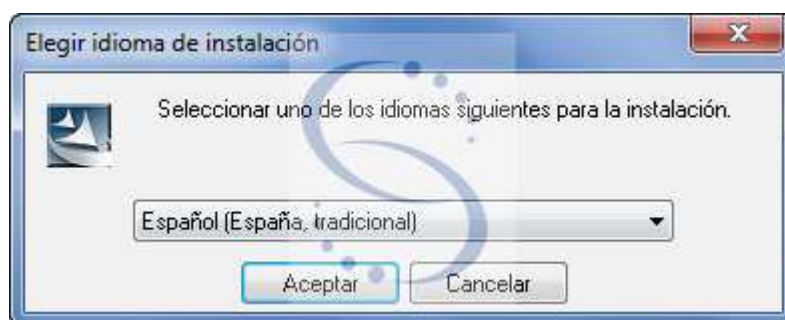 Elegir idioma de instalación
Seleccionar uno de los idiomas siguientes para la instalación.
Español (España, tradicional)
Aceptar
Cancelar